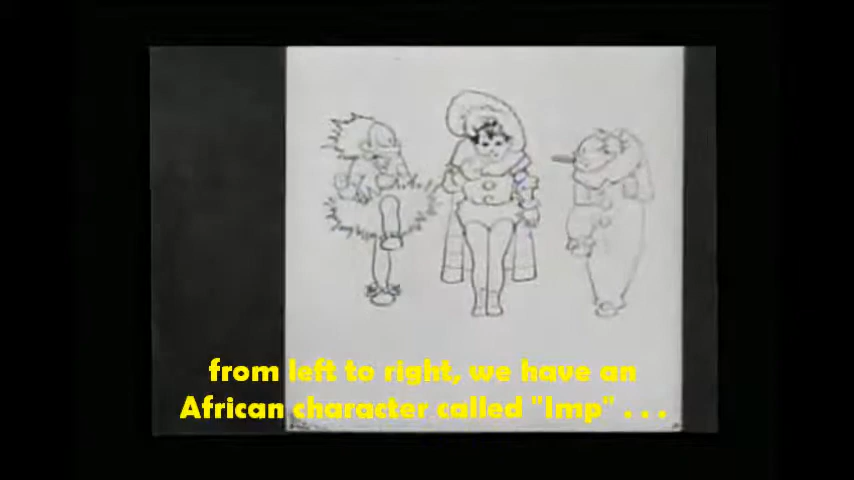 from left to right, we have an
African character called "Imp" . . .